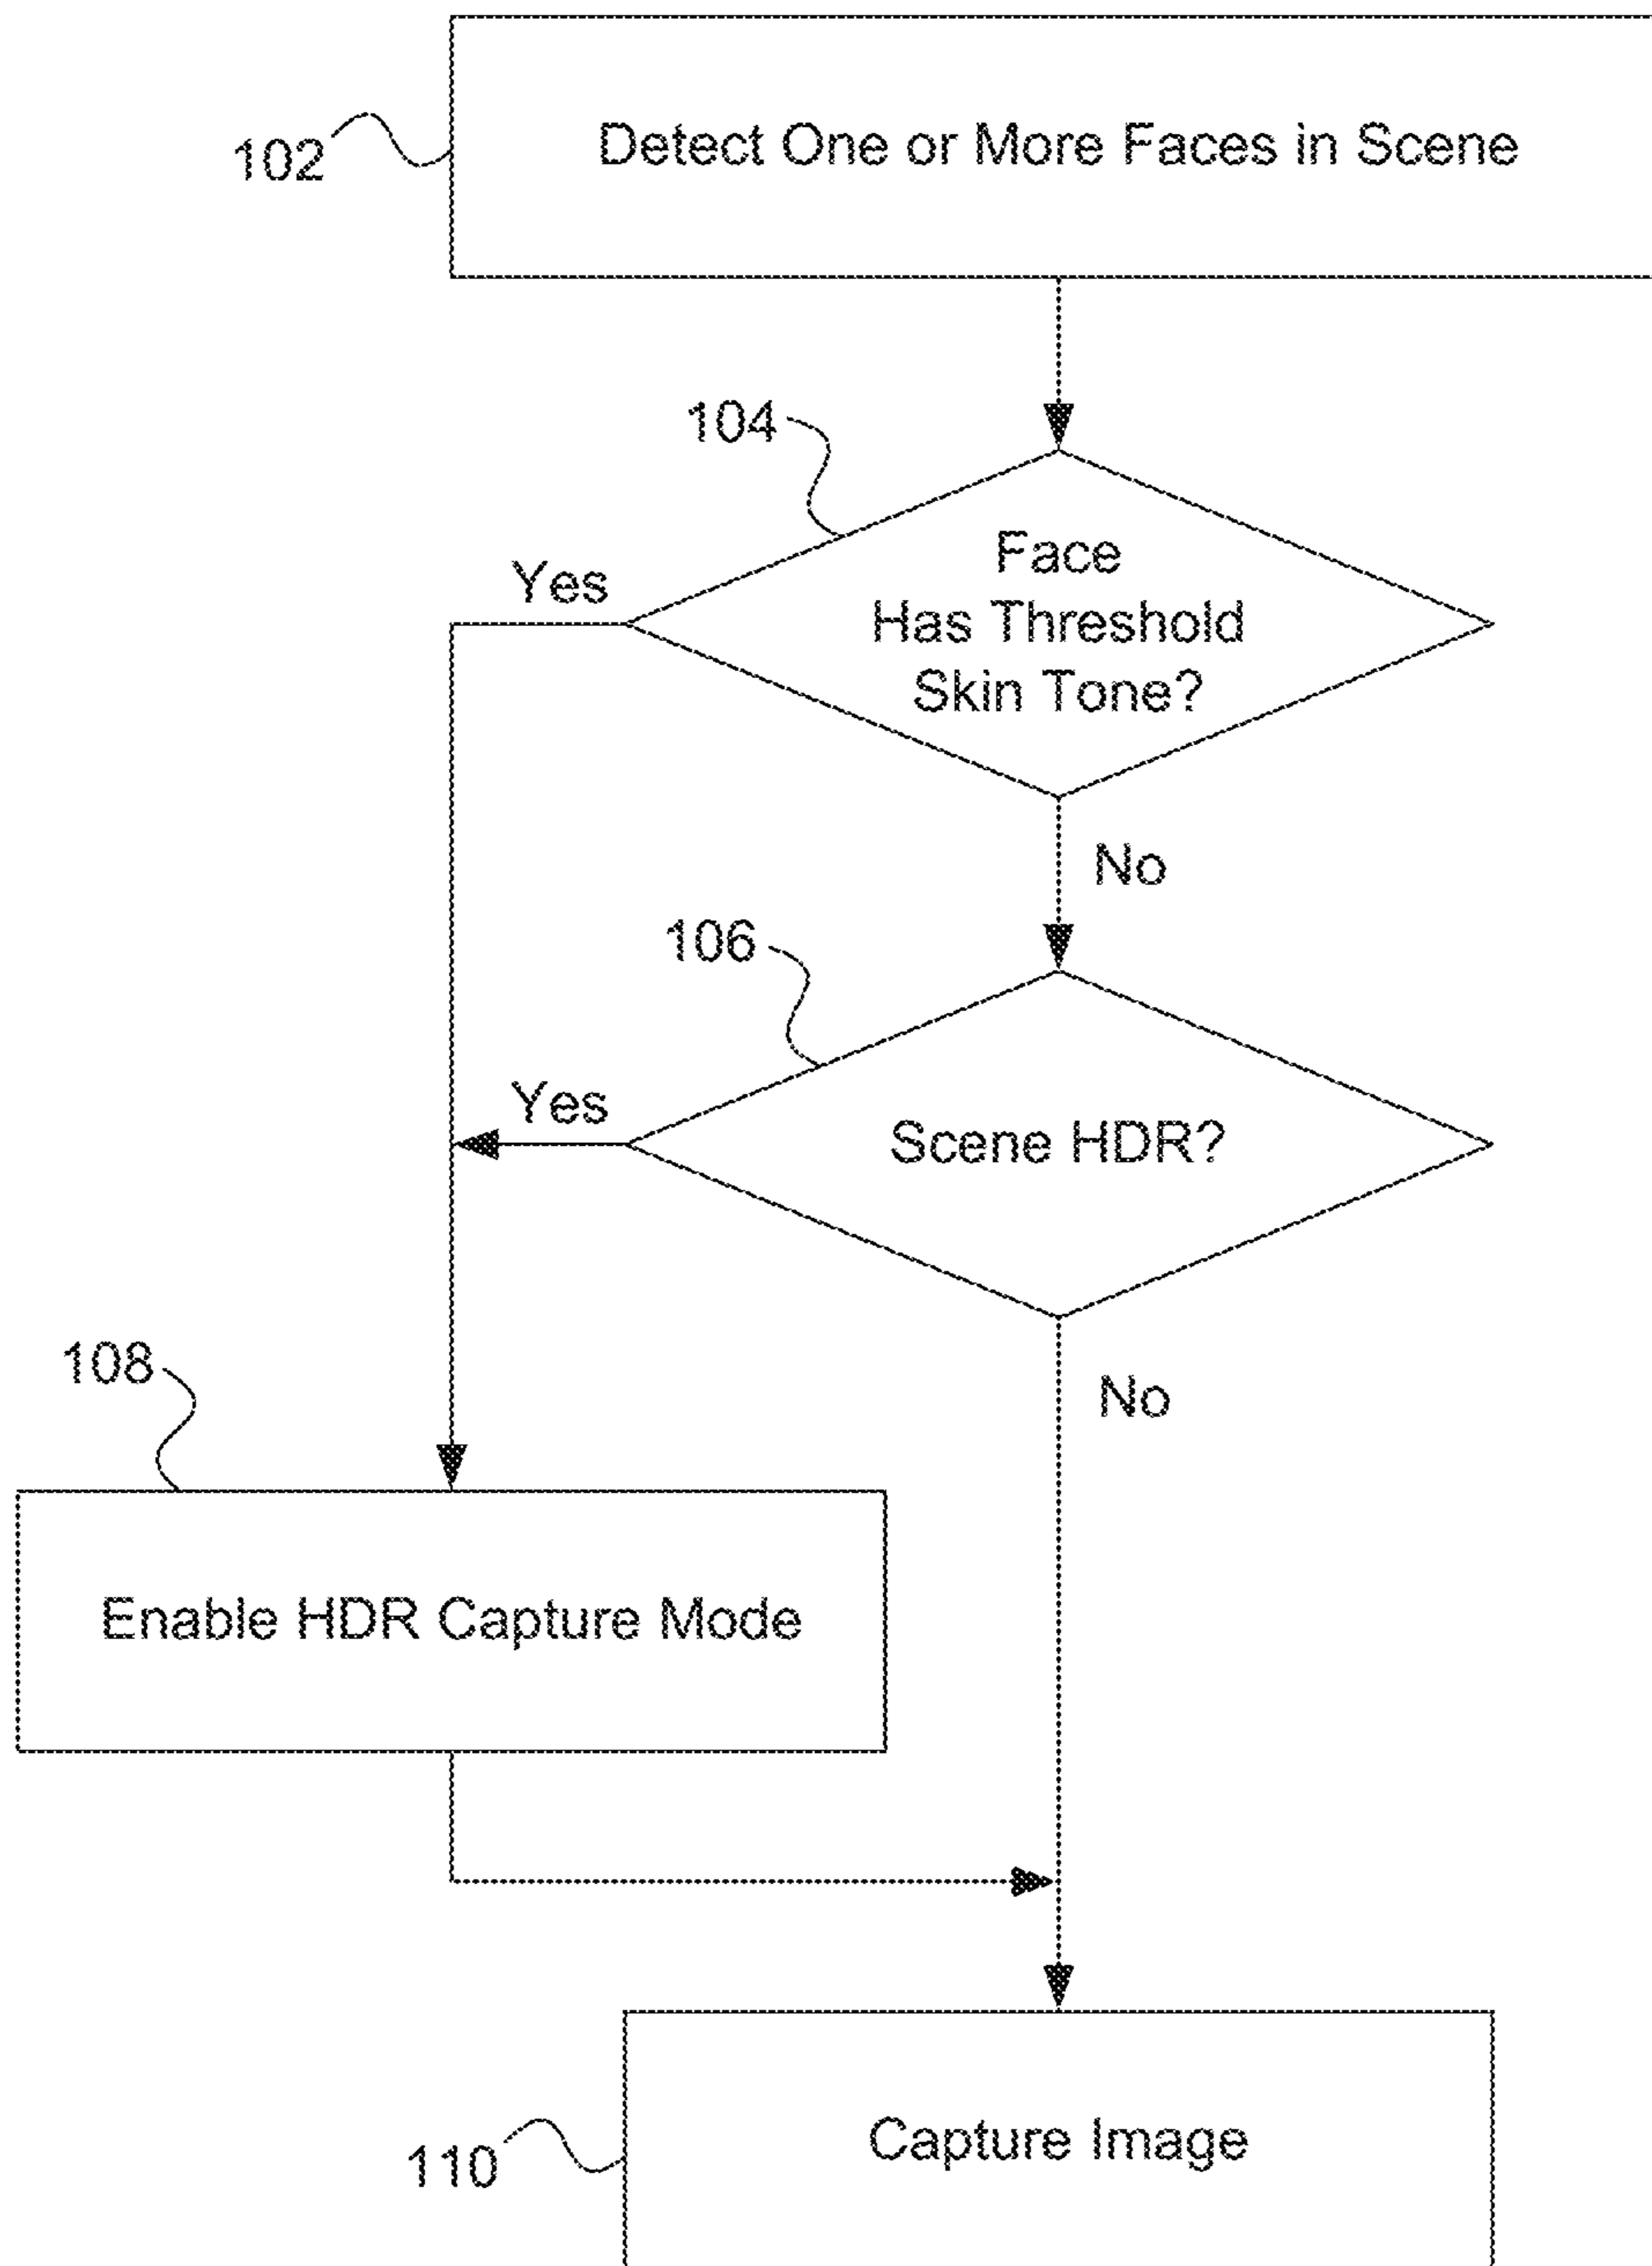 102
Detect One or More Faces in Scene
104
Yes
Face
Has Threshold
Skin Tone?
No
106
Yes
Scene HDR?
108
No
Enable HDR Capture Mode
110
Capture Image